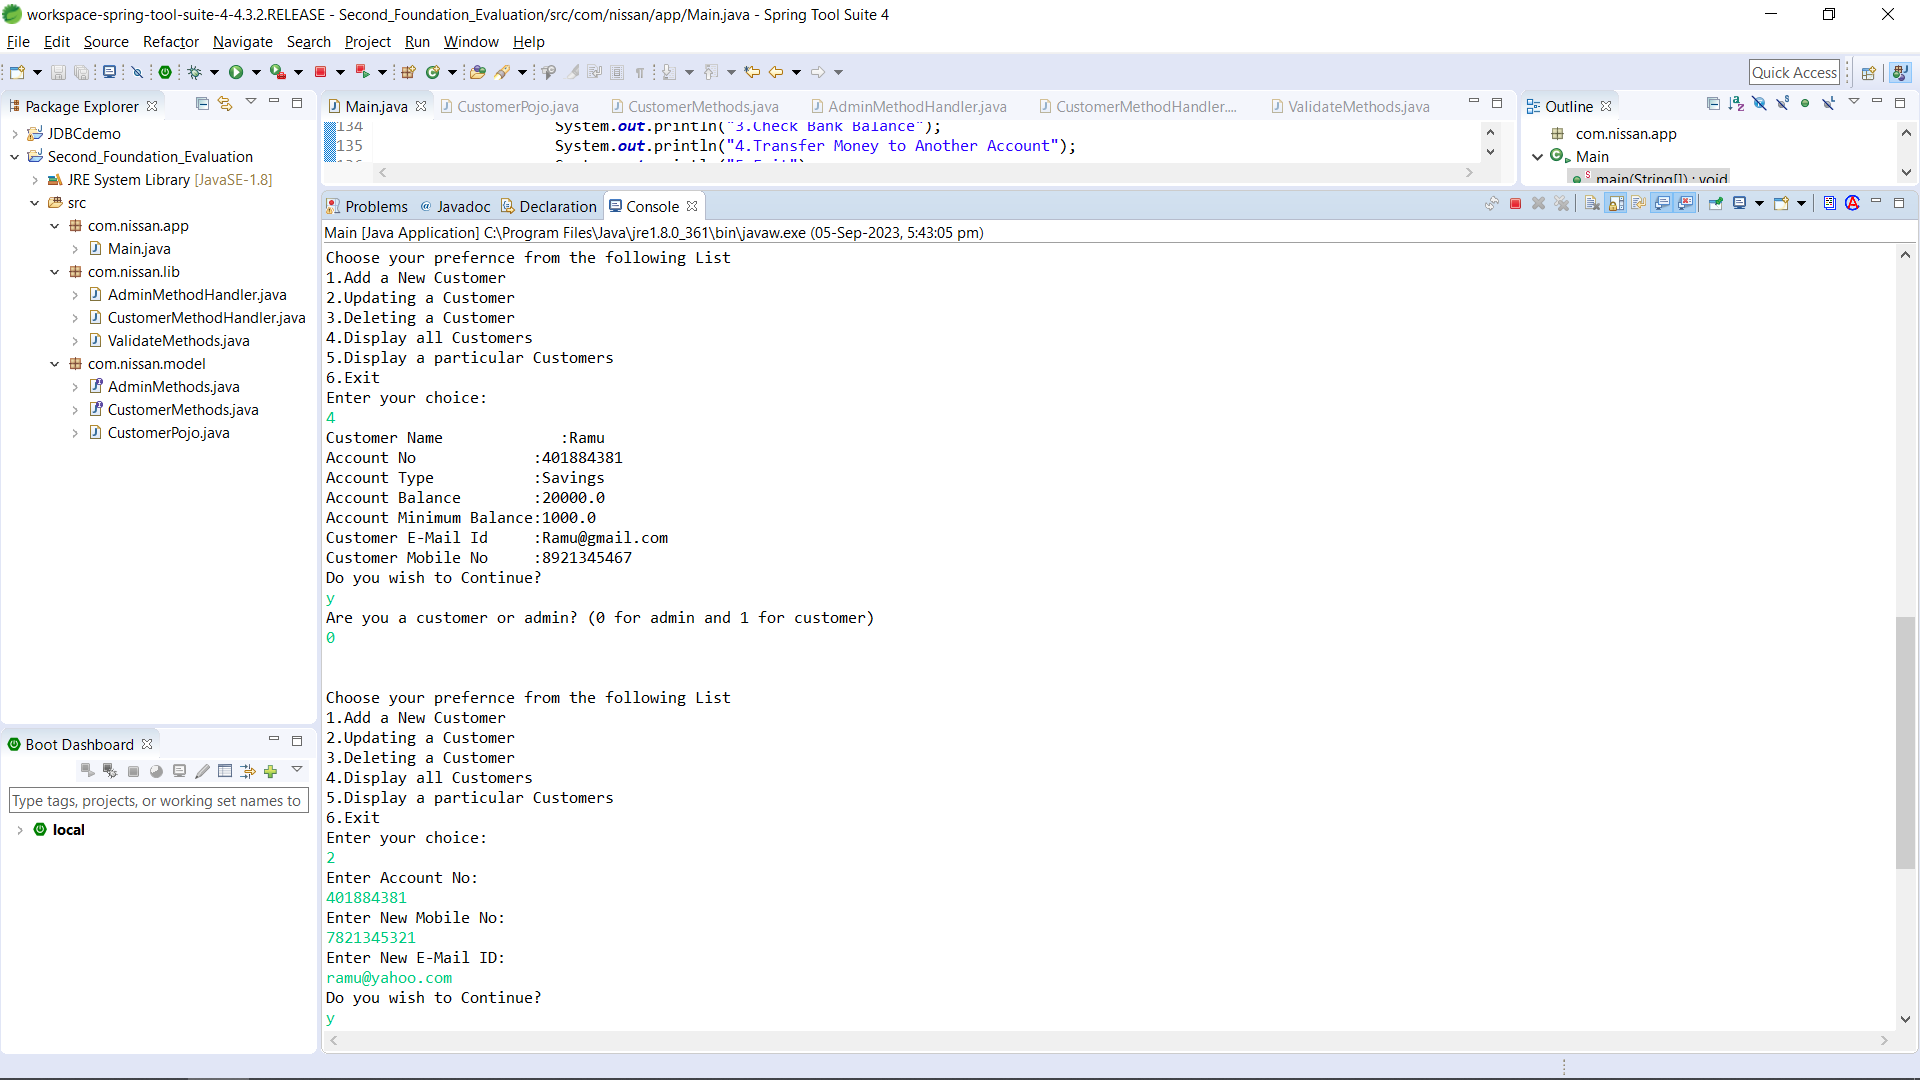 workspace-spring-tool-suite-4-4.3.2.RELEASE - Second_Foundation_Evaluation/src/com/nissan/app/Main.java - Spring Tool Suite 4
File Edit Source Refactor Navigate Search Project Run Window Help
Quick Access
Package Explorer
JDBCdemo
Second_Foundation_Evaluation
JRE System Library [JavaSE-1.8]
src
com.nissan.app
Main.java
com.nissan.lib
AdminMethodHandler.java
CustomerMethodHandler.java
ValidateMethods.java
com.nissan.model
AdminMethods.java
CustomerMethods.java
CustomerPojo.java
Boot Dashboard
Type tags, projects, or working set names to
local
Main.java CustomerPojo.java CustomerMethods.java AdminMethodHandler.java CustomerMethodHandler.... ValidateMethods.java
134 System.out.println("3.Check Bank Balance");
135 System.out.println("4.Transfer Money to Another Account");
136 System.out.println("5.Exit")
Outline
com.nissan.app
Main
main(String[]) : void
Problems Javadoc Declaration Console
Main [Java Application] C:\Program Files\Java\jre1.8.0_361\bin\javaw.exe (05-Sep-2023, 5:43:05 pm)
Choose your prefernce from the following List
1.Add a New Customer
2.Updating a Customer
3.Deleting a Customer
4.Display all Customers
5.Display a particular Customers
6.Exit
Enter your choice:
4
Customer Name :Ramu
Account No :401884381
Account Type :Savings
Account Balance :20000.0
Account Minimum Balance:1000.0
Customer E-Mail Id :Ramu@gmail.com
Customer Mobile No :8921345467
Do you wish to Continue?
y
Are you a customer or admin? (0 for admin and 1 for customer)
0
Choose your prefernce from the following List
1.Add a New Customer
2.Updating a Customer
3.Deleting a Customer
4.Display all Customers
5.Display a particular Customers
6.Exit
Enter your choice:
2
Enter Account No:
401884381
Enter New Mobile No:
7821345321
Enter New E-Mail ID:
ramu@yahoo.com
Do you wish to Continue?
y